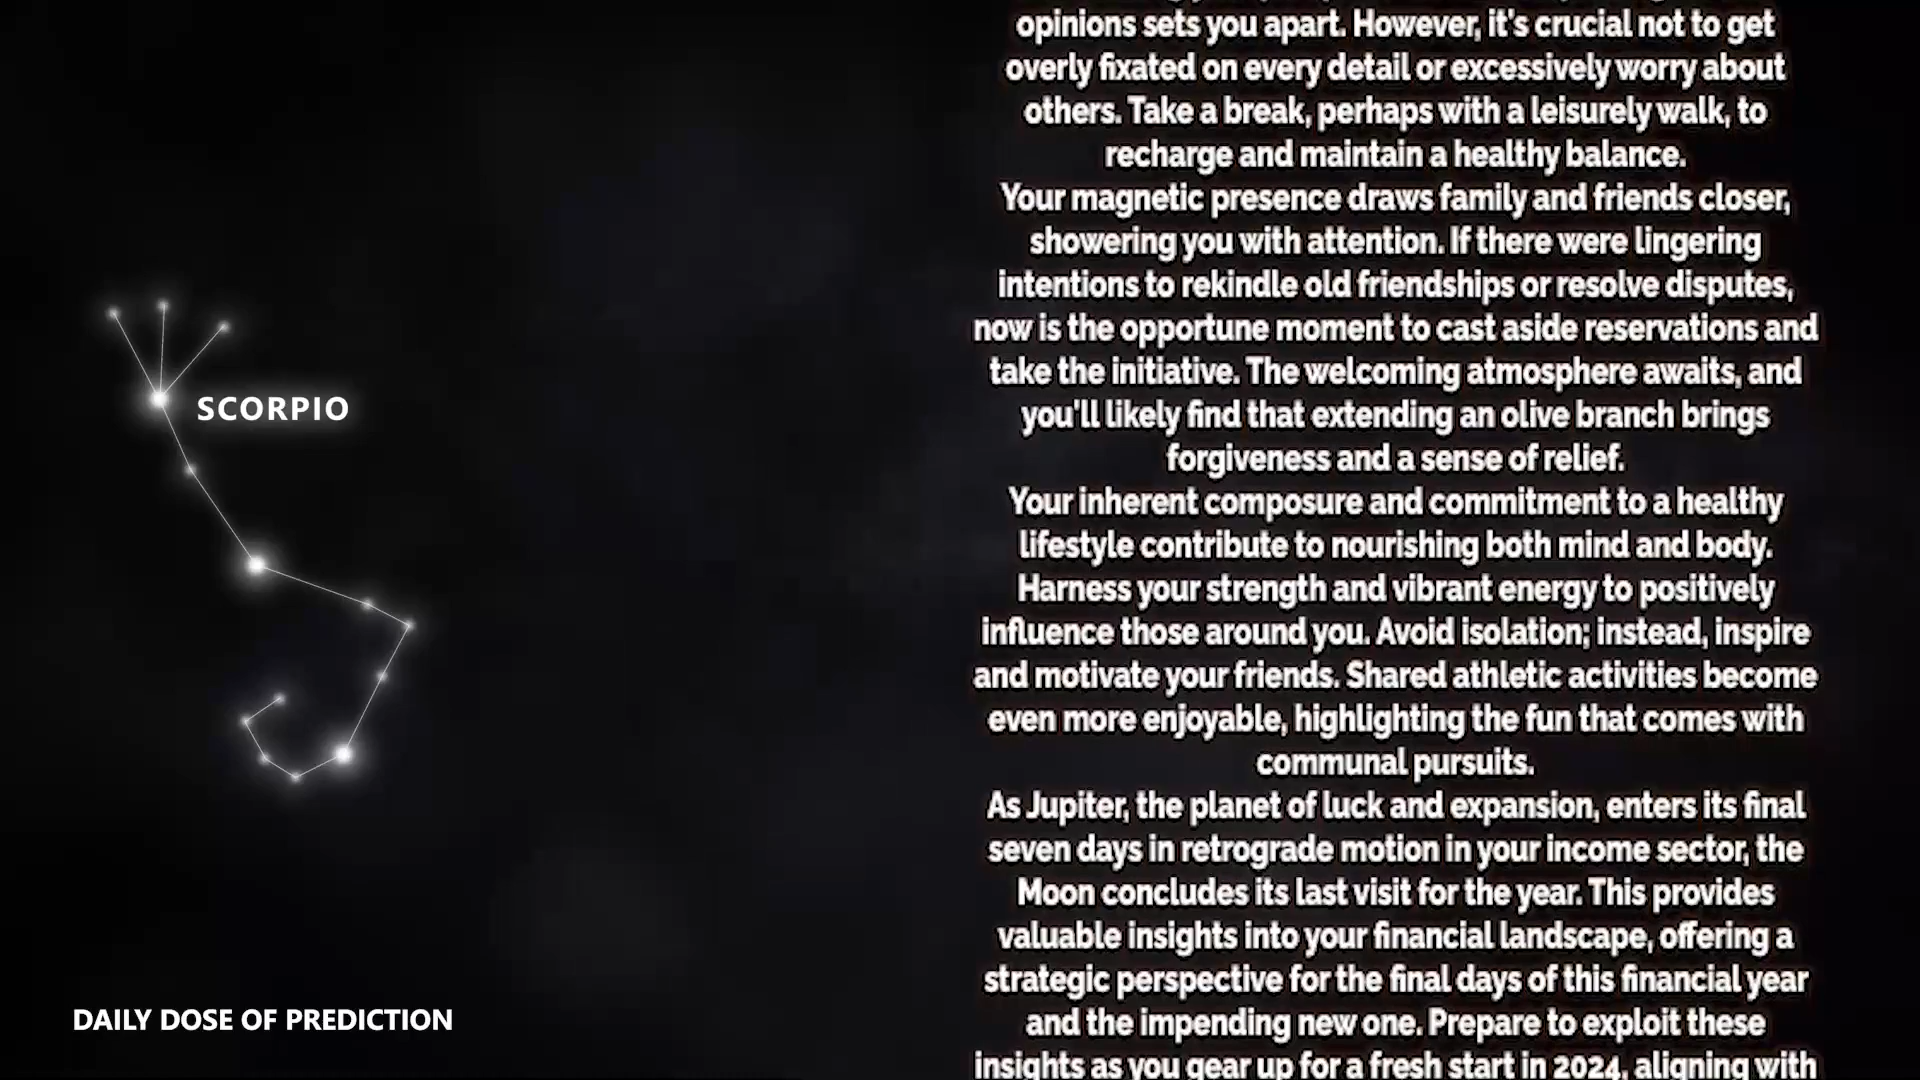 opinions sets you apart. However, it's crucial not to get
overly fixated on every detail or excessively worry about
others. Take a break, perhaps with a leisurely walk, to
recharge and maintain a healthy balance.
Your magnetic presence draws family and friends closer,
showering you with attention. If there were lingering
intentions to rekindle old friendships or resolve disputes,
now is the opportune moment to cast aside reservations and
take the initiative. The welcoming atmosphere awaits, and
you'll likely find that extending an olive branch brings
forgiveness and a sense of relief.
Your inherent composure and commitment to a healthy
lifestyle contribute to nourishing both mind and body.
Harness your strength and vibrant energy to positively
influence those around you. Avoid isolation; instead, inspire
and motivate your friends. Shared athletic activities become
even more enjoyable, highlighting the fun that comes with
communal pursuits.
As Jupiter, the planet of luck and expansion, enters its final
seven days in retrograde motion in your income sector, the
Moon concludes its last visit for the year. This provides
valuable insights into your financial landscape, offering a
strategic perspective for the final days of this financial year
and the impending new one. Prepare to exploit these
insights as you gear up for a fresh start in 2024, aligning with
SCORPIO
DAILY DOSE OF PREDICTION